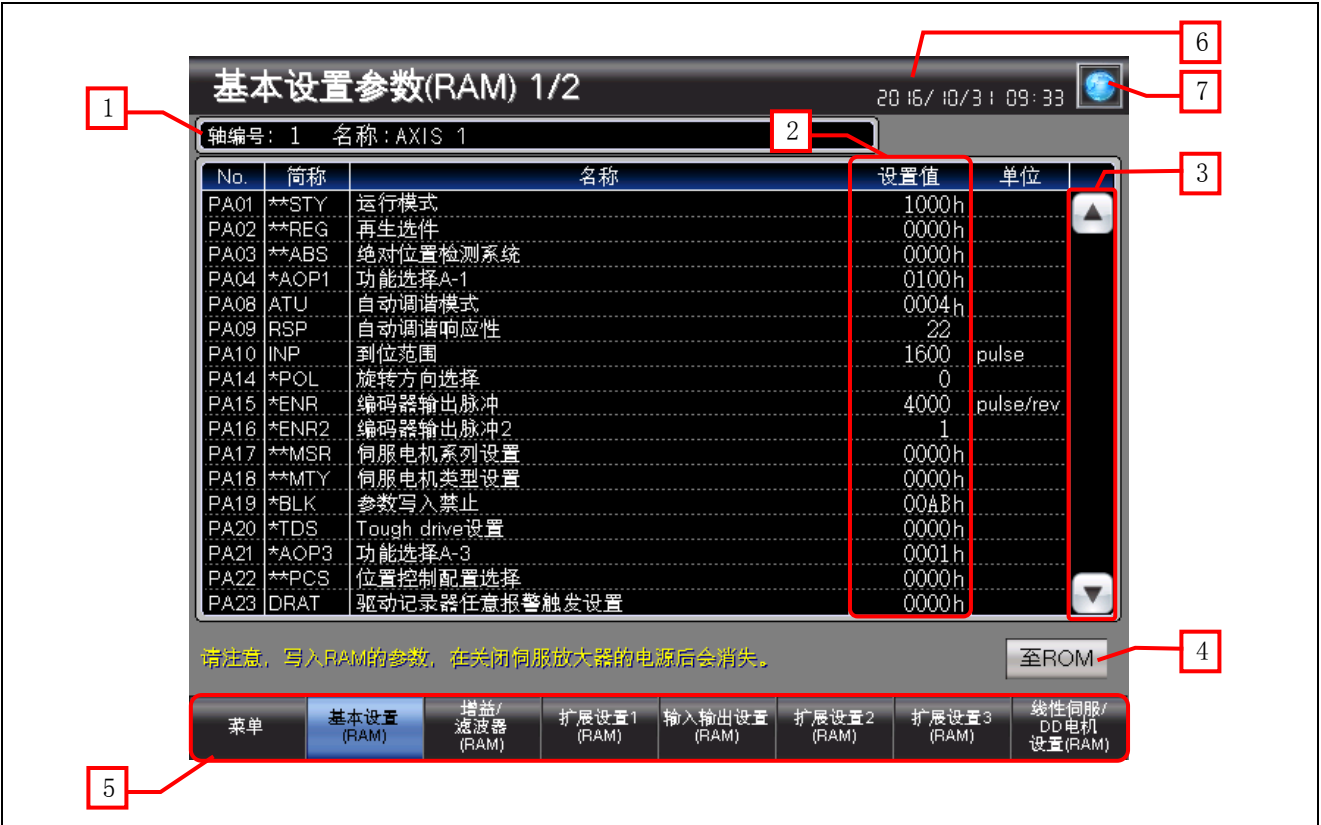 6
基本设置参数(RAM) 1/2
2016/10/31 09:33
7
1
轴编号: 1 名称:AXIS 1
2
No. 简称 名称 设置值 单位
3
PA01 **STY 运行模式 1000h
PA02 **REG 再生选件 0000h
PA03 **ABS 绝对位置检测系统 0000h
PA04 *AOP1 功能选择A-1 0100h
PA08 ATU 自动调谐模式 0004h
PA09 RSP 自动调谐响应性 22
PA10 INP 到位范围 1600 pulse
PA14 *POL 旋转方向选择 0
PA15 *ENR 编码器输出脉冲 4000 pulse/rev
PA16 *ENR2 编码器输出脉冲2 1
PA17 **MSR 伺服电机系列设置 0000h
PA18 **MTY 伺服电机类型设置 0000h
PA19 *BLK 参数写入禁止 00ABh
PA20 *TDS Tough drive设置 0000h
PA21 *AOP3 功能选择A-3 0001h
PA22 **PCS 位置控制配置选择 0000h
PA23 DRAT 驱动记录器任意报警触发设置 0000h
请注意，写入RAM的参数，在关闭伺服放大器的电源后会消失。
至ROM
4
菜单
基本设置
(RAM)
增益/
滤波器
(RAM)
扩展设置1
(RAM)
输入输出设置
(RAM)
扩展设置2
(RAM)
扩展设置3
(RAM)
线性伺服/
DD电机
设置(RAM)
5